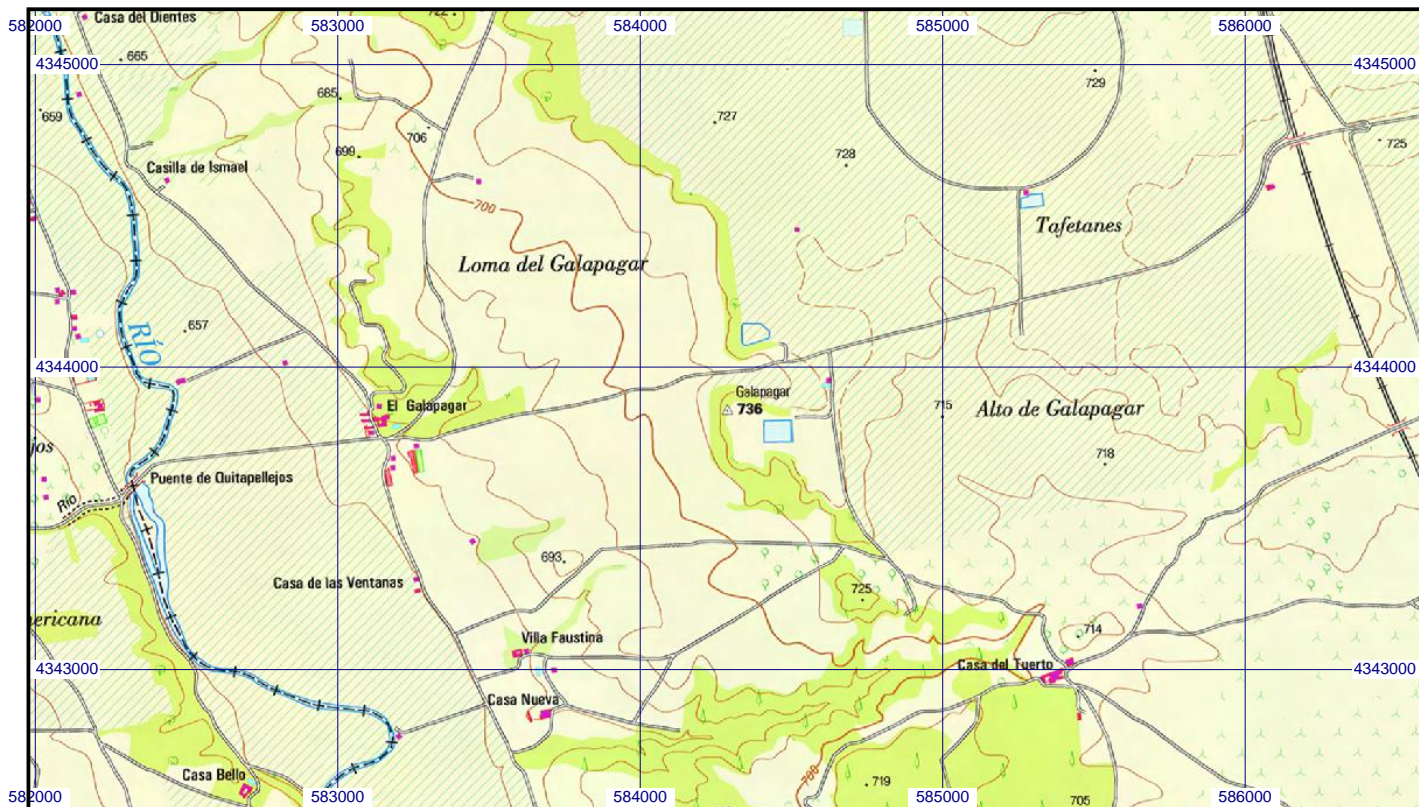 582000
583000
584000
585000
586000
Casa del Dientes
722
4345000
4345000
665
685
729
659
727
706
725
699
728
Casilla de Ismael
700
Tafetanes
Loma del Galapagar
657
RÍO
4344000
4344000
Galapagar
736
El Galapagar
715
Alto de Galapagar
jos
718
Puente de Quitapellejos
Río
693
Casa de las Ventanas
725
ericana
714
Villa Faustina
4343000
4343000
Casa del Tuerto
Casa Nueva
Casa Bello
700
719
705
582000
583000
584000
585000
586000